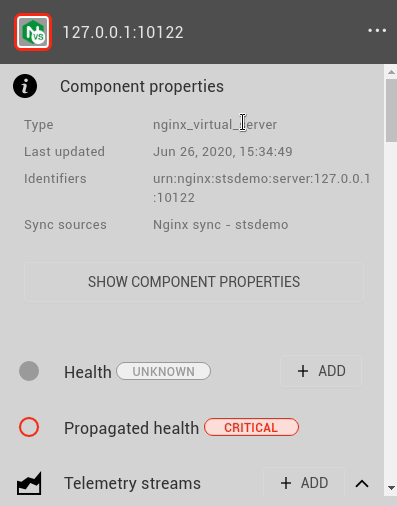 127.0.0.1:10122
Component properties
Type nginx_virtual_server
Last updated Jun 26, 2020, 15:34:49
Identifiers urn:nginx:stsdemo:server:127.0.0.1
:10122
Sync sources Nginx sync - stsdemo
SHOW COMPONENT PROPERTIES
Health UNKNOWN + ADD
Propagated health CRITICAL
Telemetry streams + ADD